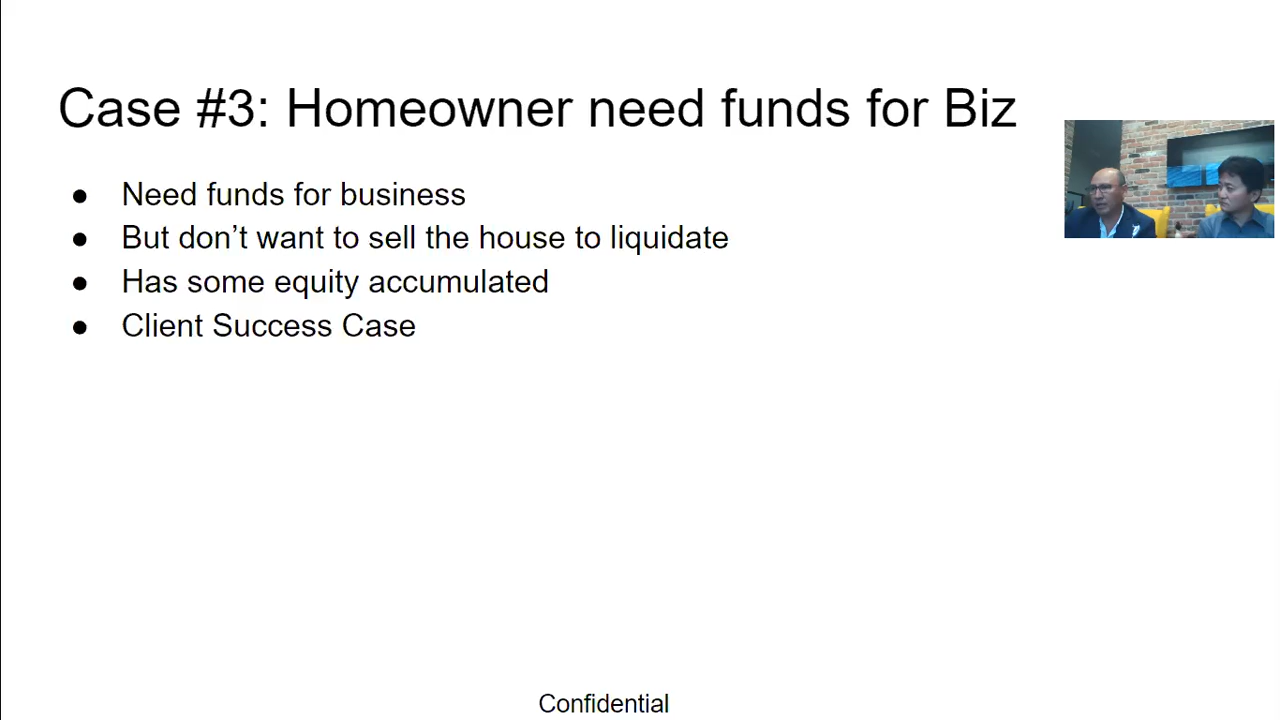 Case #3: Homeowner need funds for Biz
● Need funds for business
● But don’t want to sell the house to liquidate
● Has some equity accumulated
● Client Success Case
Confidential